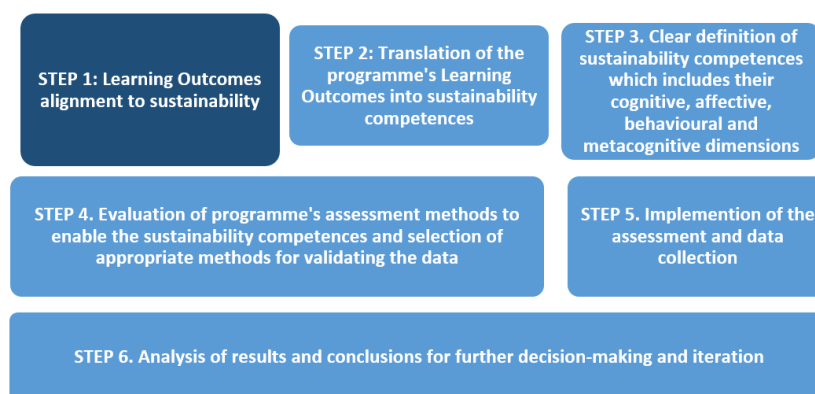 STEP 1: Learning Outcomes
alignment to sustainability
STEP 2: Translation of the
programme's Learning
Outcomes into sustainability
competences
STEP 3. Clear definition of
sustainability competences
which includes their
cognitive, affective,
behavioural and
metacognitive dimensions
STEP 4. Evaluation of programme's assessment methods to
enable the sustainability competences and selection of
appropriate methods for validating the data
STEP 5. Implemention of the
assessment and data
collection
STEP 6. Analysis of results and conclusions for further decision-making and iteration